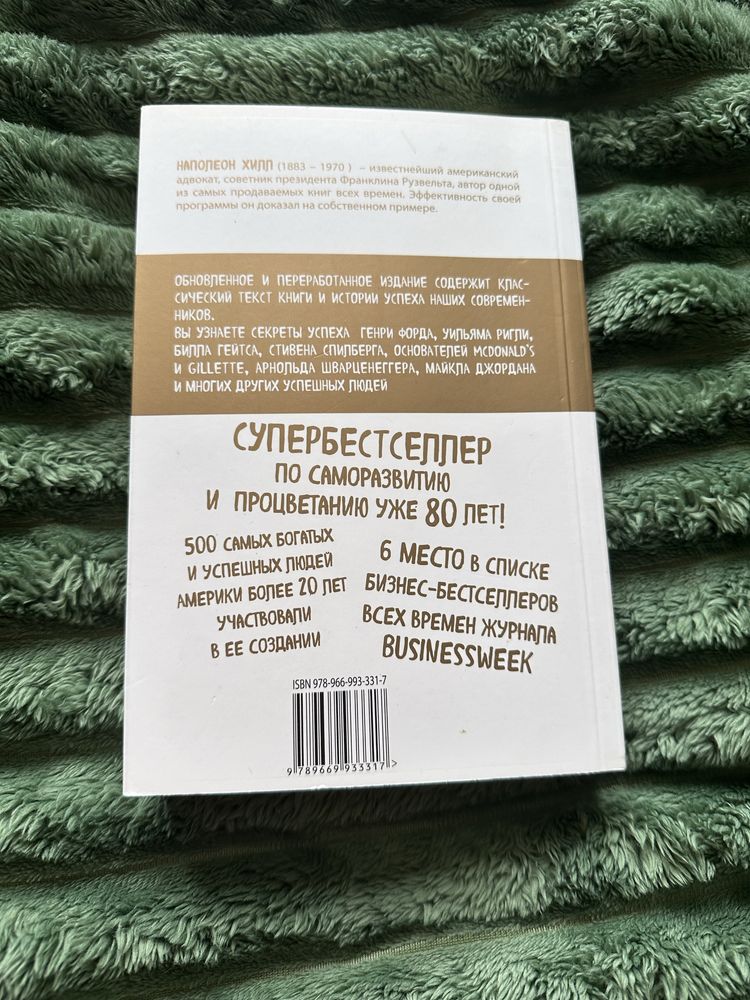 НАПОЛЕОН ХИЛЛ (1883 – 1970 ) – известнейший американский
адвокат, советник президента Франклина Рузвельта, автор одной
из самых продаваемых книг всех времен. Эффективность своей
программы он доказал на собственном примере.
ОБНОВЛЕННОЕ И ПЕРЕРАБОТАННОЕ ИЗДАНИЕ СОДЕРЖИТ КЛАС-
СИЧЕСКИЙ ТЕКСТ КНИГИ И ИСТОРИИ УСПЕХА НАШИХ СОВРЕМЕН-
НИКОВ.
ВЫ УЗНАЕТЕ СЕКРЕТЫ УСПЕХА ГЕНРИ ФОРДА, УИЛЬЯМА РИГЛИ,
БИЛЛА ГЕЙТСА, СТИВЕНА СПИЛБЕРГА, ОСНОВАТЕЛЕЙ MCDONALD'S
И GILLETTE, АРНОЛЬДА ШВАРЦЕНЕГГЕРА, МАЙКЛА ДЖОРДАНА
И МНОГИХ ДРУГИХ УСПЕШНЫХ ЛЮДЕЙ
СУПЕРБЕСТСЕЛЛЕР
ПО САМОРАЗВИТИЮ
И ПРОЦВЕТАНИЮ УЖЕ 80 ЛЕТ!
500 САМЫХ БОГАТЫХ
И УСПЕШНЫХ ЛЮДЕЙ
АМЕРИКИ БОЛЕЕ 20 ЛЕТ
УЧАСТВОВАЛИ
В ЕЕ СОЗДАНИИ
6 МЕСТО В СПИСКЕ
БИЗНЕС-БЕСТСЕЛЛЕРОВ
ВСЕХ ВРЕМЕН ЖУРНАЛА
BUSINESSWEEK
ISBN 978-966-993-331-7
9 789669 933317 >